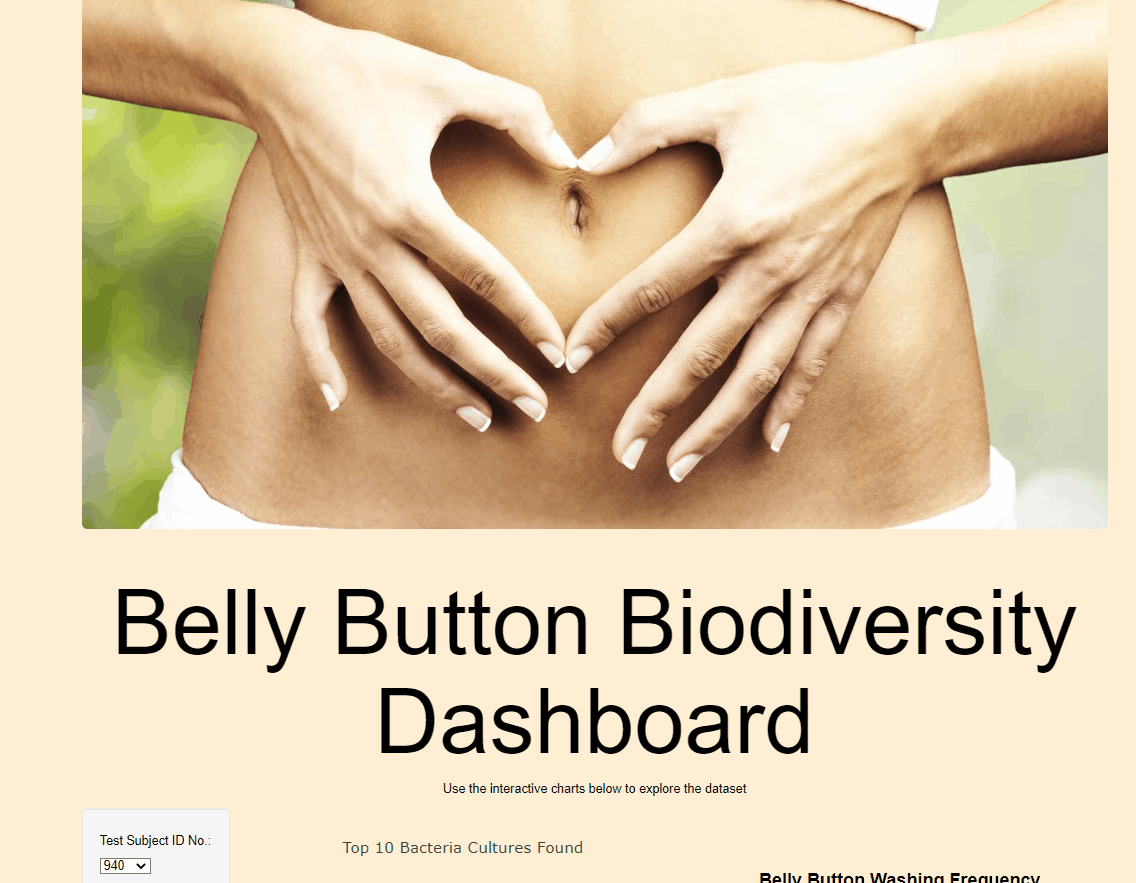 Belly Button Biodiversity
Dashboard
Use the interactive charts below to explore the dataset
Test Subject ID No.:
940
Top 10 Bacteria Cultures Found
Belly Button Washing Frequency